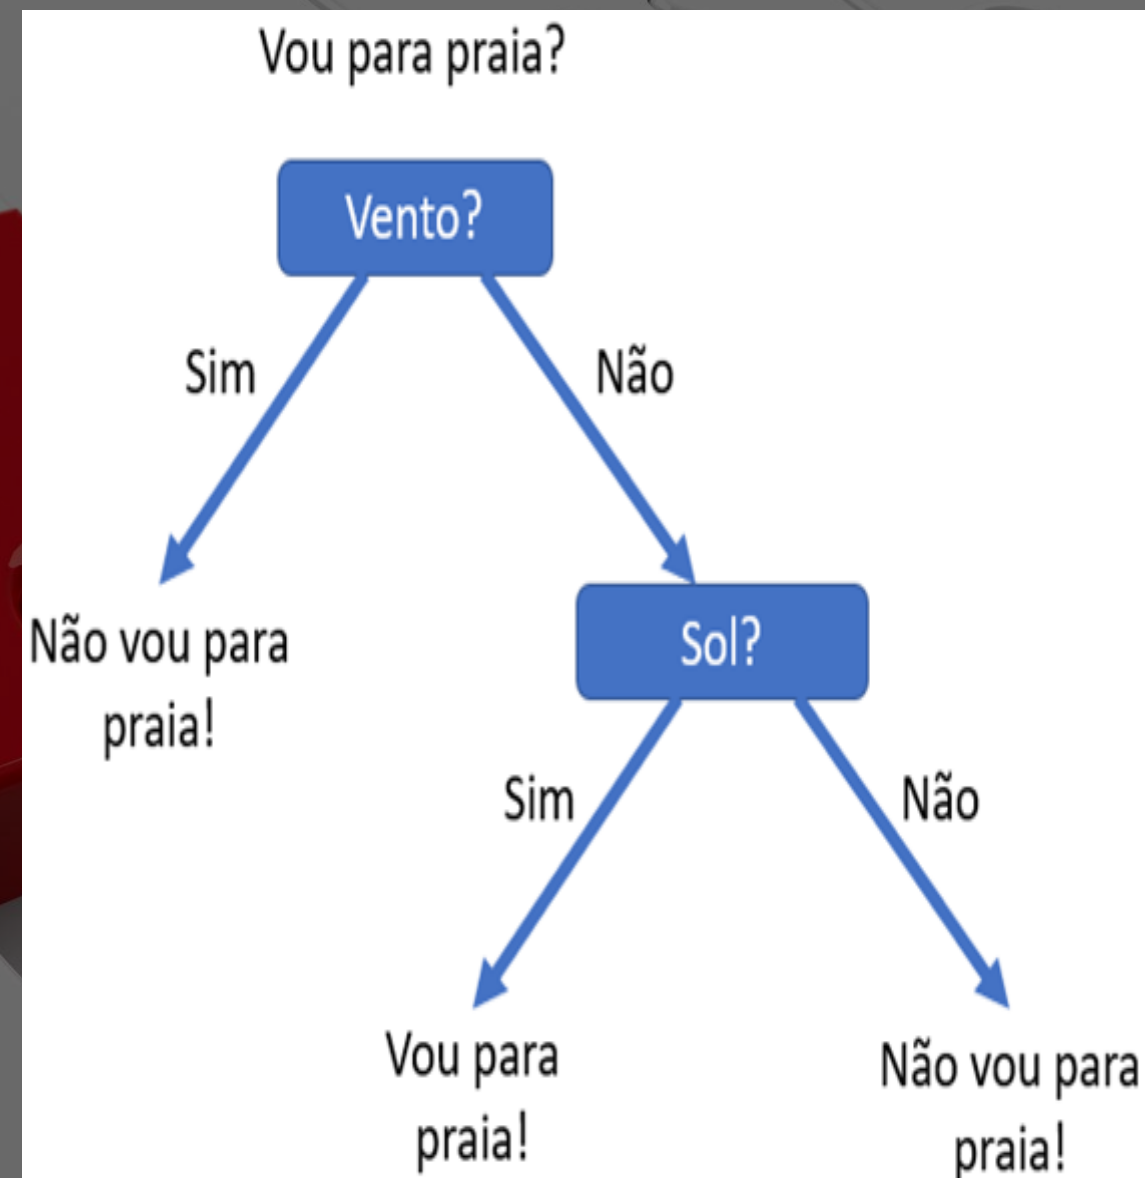 Vou para praia?
Vento?
Sim
Não
Não vou para
praia!
Sol?
Sim
Não
Vou para
praia!
Não vou para
praia!